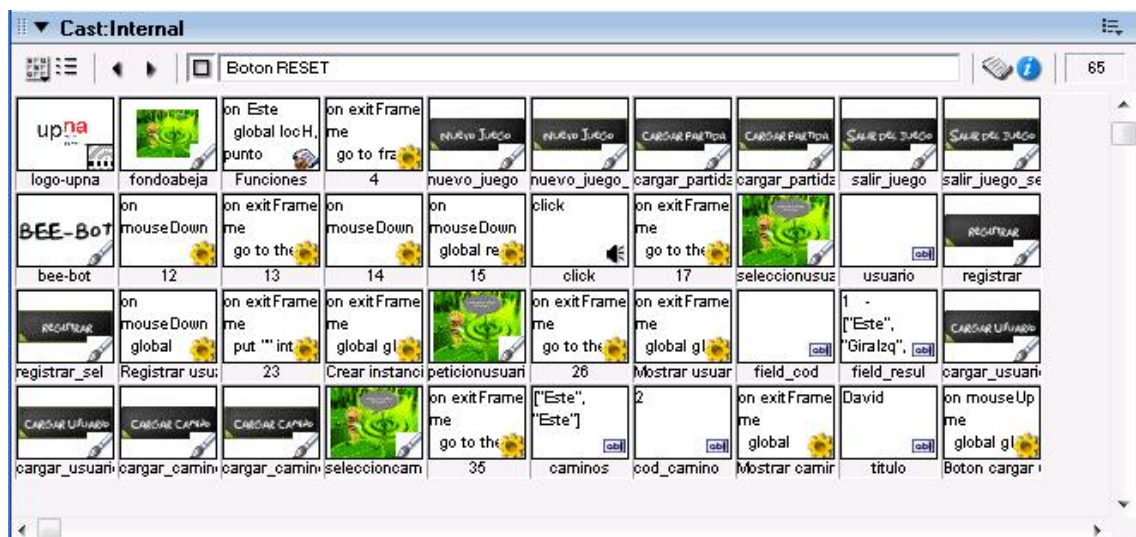 Cast:Internal
Boton RESET
65
upna
on Este
global locH,
punto
on exitFrame
me
go to fra
NUEVO JUEGO
NUEVO JUEGO
CARGAR PARTIDA
CARGAR PARTIDA
SALIR DEL JUEGO
SALIR DEL JUEGO
logo-upna
fondoabeja
Funciones
4
nuevo_juego
nuevo_juego_
cargar_partida
cargar_partida
salir_juego
salir_juego_se
BEE-BOT
on
mouseDown
on exitFrame
me
go to the
on
mouseDown
on
mouseDown
global re
click
on exitFrame
me
go to the
REGISTRAR
bee-bot
12
13
14
15
click
17
seleccionusua
usuario
registrar
REGISTRAR
on
mouseDown
global
on exitFrame
me
put "" int
on exitFrame
me
global gl
on exitFrame
me
go to the
on exitFrame
me
global gl
1 -
["Este",
"Giralzq",
CARGAR USUARIO
registrar_sel
Registrar usu
23
Crear instanci
peticionusuari
26
Mostrar usuar
field_cod
field_resul
cargar_usuari
CARGAR USUARIO
CARGAR CAMINO
CARGAR CAMINO
on exitFrame
me
go to the
["Este",
"Este"]
2
on exitFrame
me
global
David
on mouseUp
me
global gl
cargar_usuari
cargar_camin
cargar_camin
seleccioncam
35
caminos
cod_camino
Mostrar camir
titulo
Boton cargar